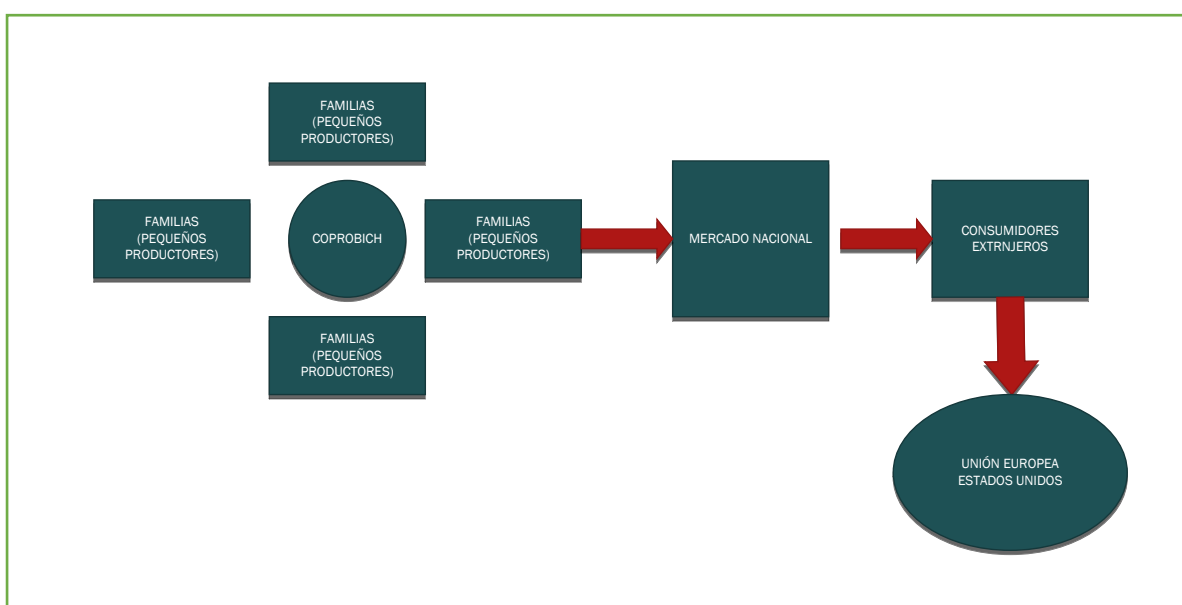 FAMILIAS
(PEQUEÑOS
PRODUCTORES)
FAMILIAS
(PEQUEÑOS
PRODUCTORES)
COPROBICH
FAMILIAS
(PEQUEÑOS
PRODUCTORES)
MERCADO NACIONAL
CONSUMIDORES
EXTRNJEROS
FAMILIAS
(PEQUEÑOS
PRODUCTORES)
UNIÓN EUROPEA
ESTADOS UNIDOS